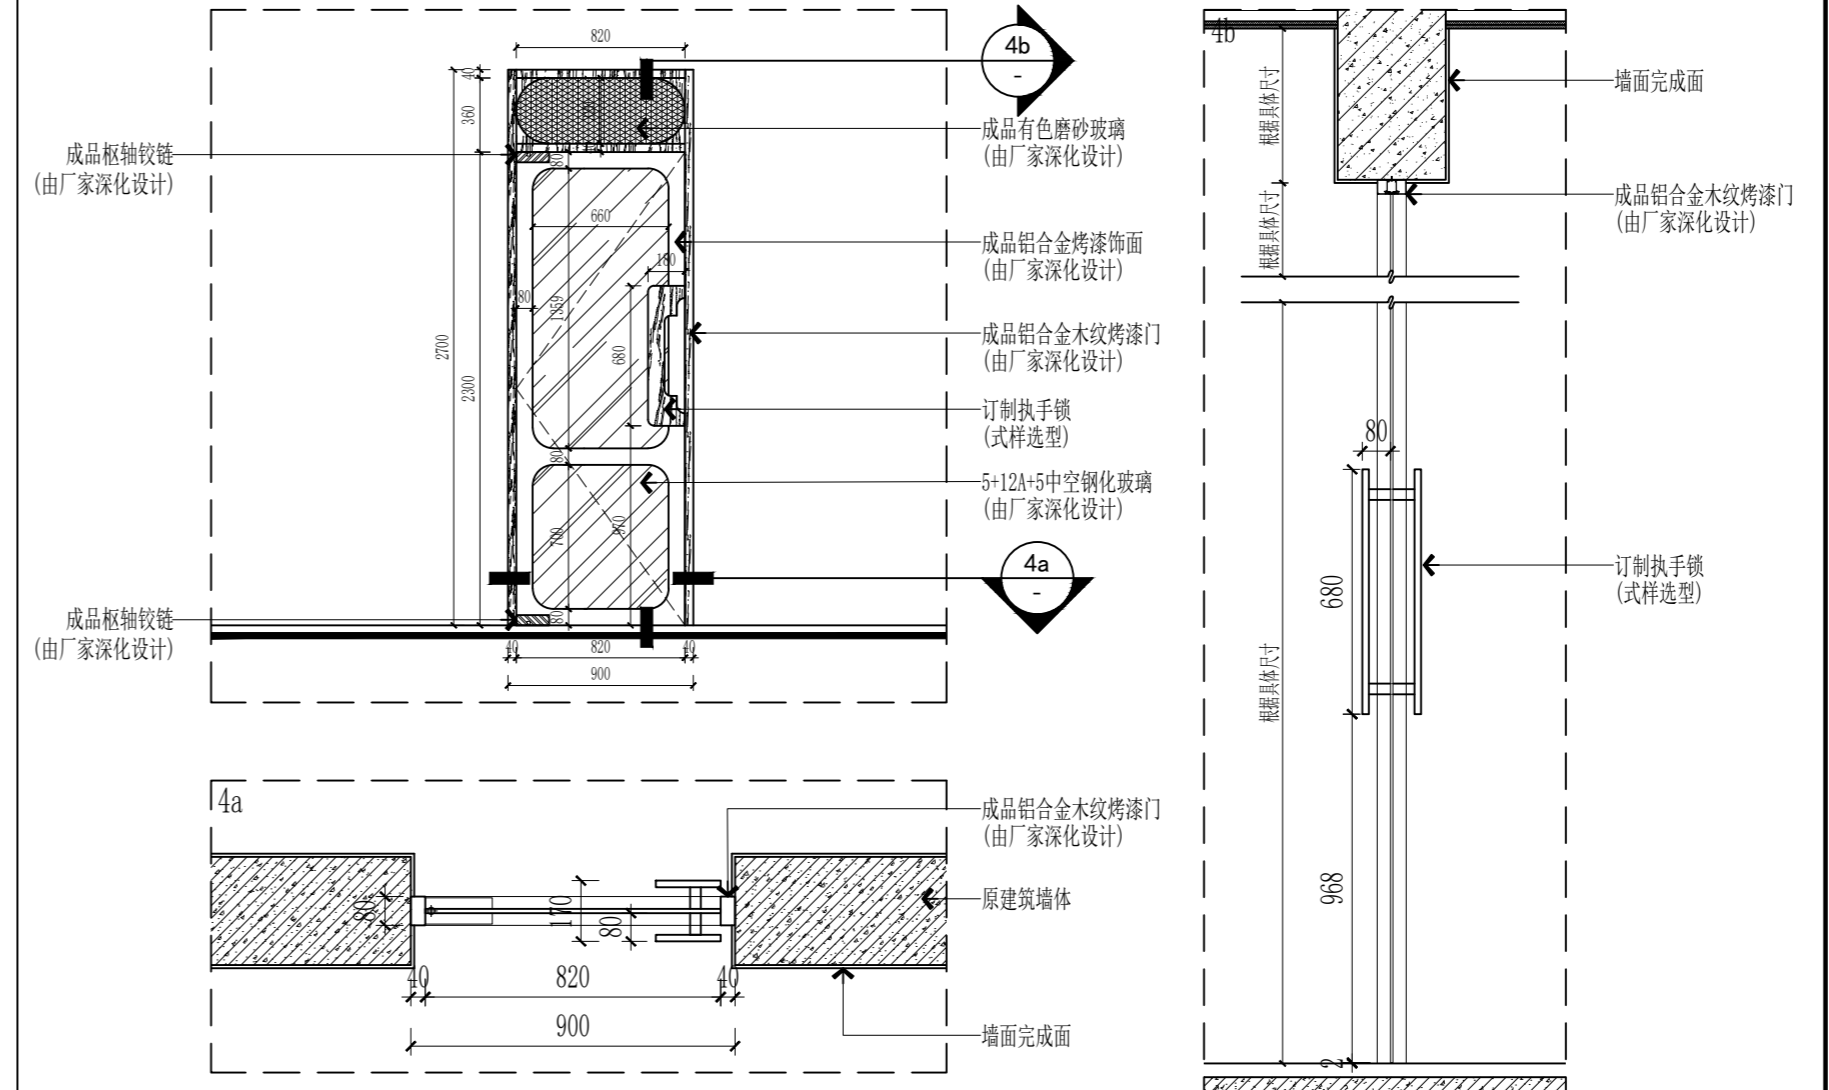 820
4b
-
40
360
成品枢轴铰链
(由厂家深化设计)
成品有色磨砂玻璃
(由厂家深化设计)
80
660
成品铝合金烤漆饰面
(由厂家深化设计)
180
80
1359
2700
2300
680
成品铝合金木纹烤漆门
(由厂家深化设计)
订制执手锁
(式样选型)
80
5+12A+5中空钢化玻璃
(由厂家深化设计)
970
700
4a
-
成品枢轴铰链
(由厂家深化设计)
80
40
820
40
900
4a
成品铝合金木纹烤漆门
(由厂家深化设计)
原建筑墙体
80
170
80
40
820
40
900
墙面完成面
4b
墙面完成面
根据具体尺寸
成品铝合金木纹烤漆门
(由厂家深化设计)
根据具体尺寸
80
680
订制执手锁
(式样选型)
根据具体尺寸
968
2